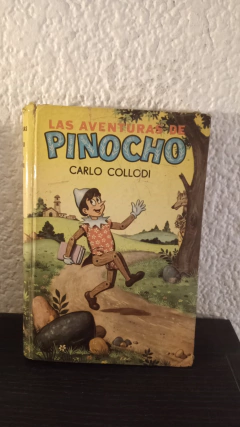 LAS AVENTURAS DE
PINOCHO
CARLO COLLODI